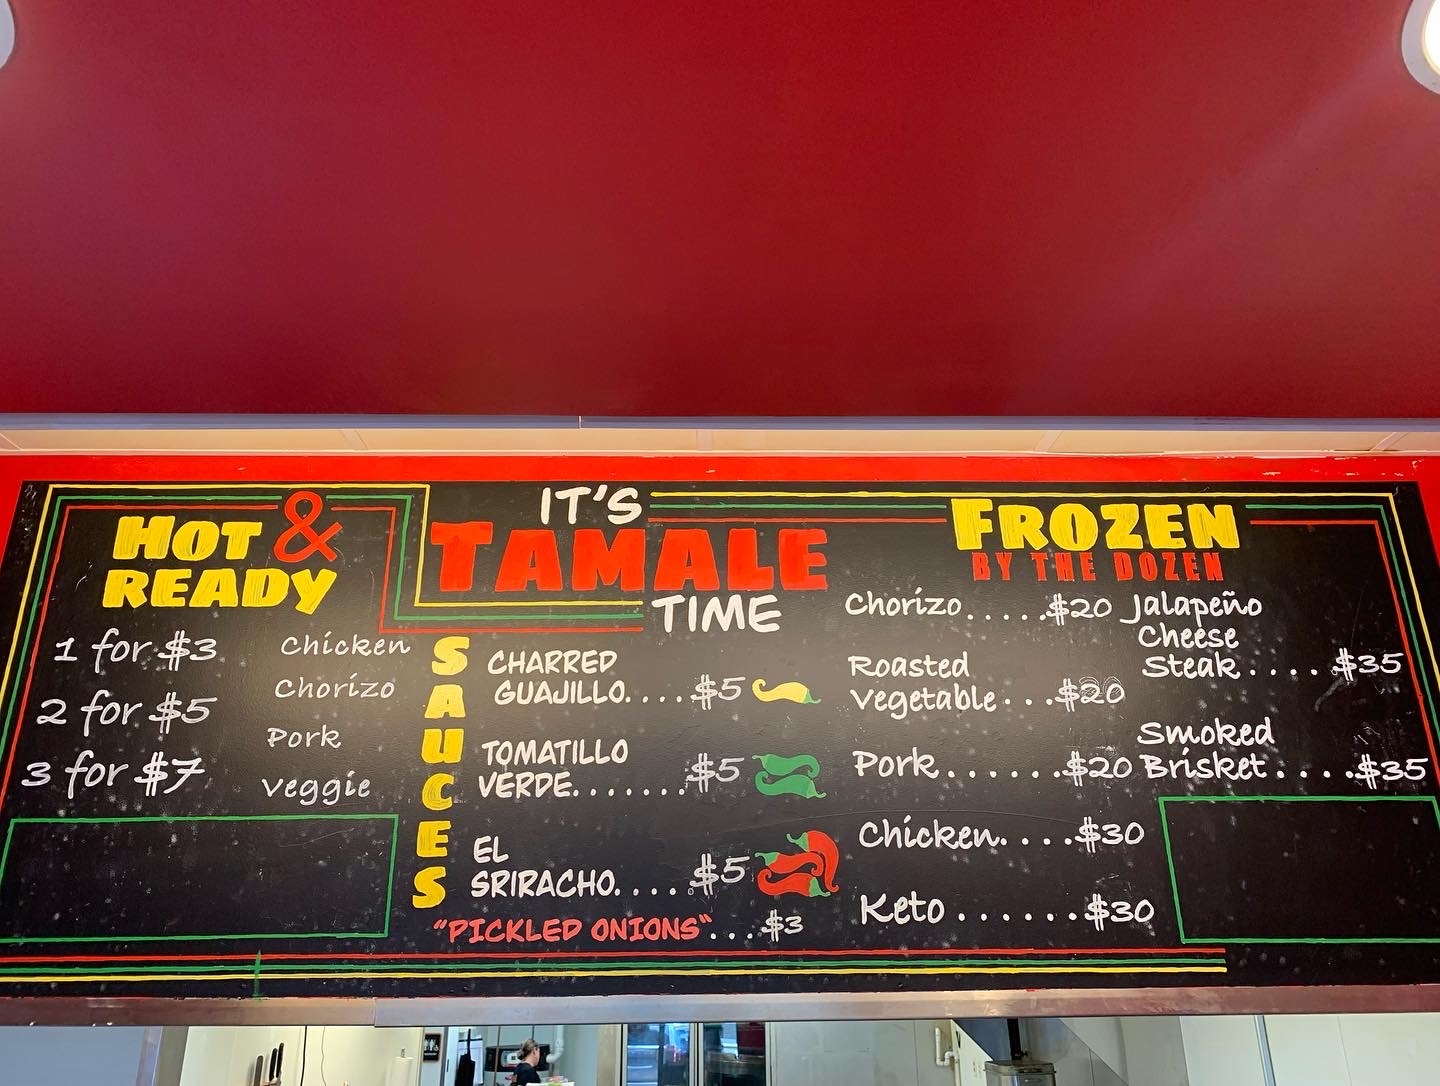 HOT &
READY
1 for $3
2 for $5
3 for $7
Chicken
Chorizo
Pork
Veggie
IT'S
TAMALE
TIME
SAUCES
CHARRED
GUAJILLO....$5
TOMATILLO
VERDE.......$5
EL
SRIRACHO....$5
"PICKLED ONIONS"...$3
FROZEN
BY THE DOZEN
Chorizo.....$20
Roasted
Vegetable...$20
Pork......$20
Chicken....$30
Keto......$30
Jalapeño
Cheese
Steak....$35
Smoked
Brisket....$35